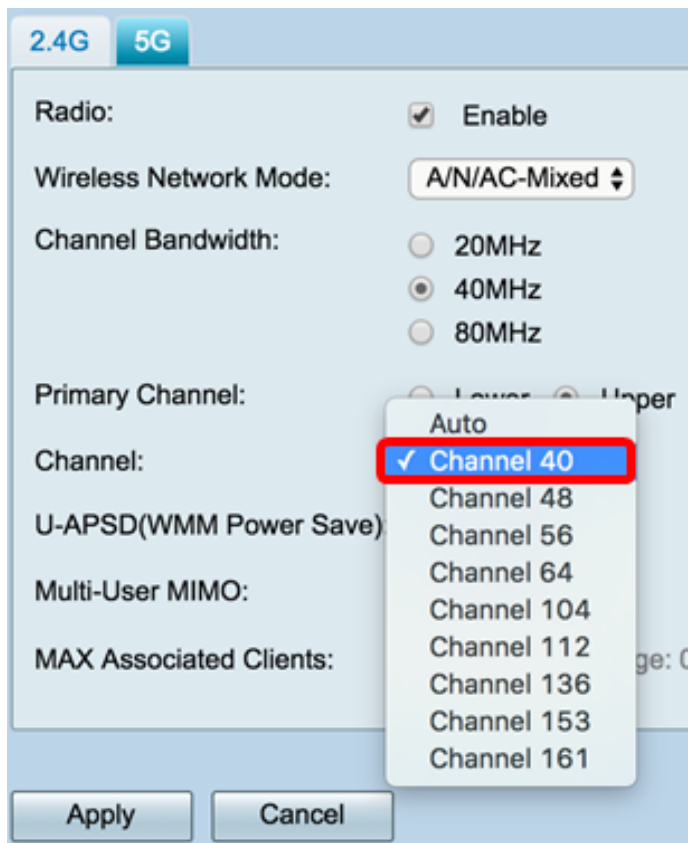 2.4G 5G
Radio: Enable
Wireless Network Mode: A/N/AC-Mixed
Channel Bandwidth: 20MHz
40MHz
80MHz
Primary Channel: Lower Upper
Auto
Channel: ✓ Channel 40
Channel 48
U-APSD(WMM Power Save):
Channel 56
Channel 64
Multi-User MIMO:
Channel 104
Channel 112
MAX Associated Clients:
Channel 136
Channel 153
Channel 161
Apply Cancel